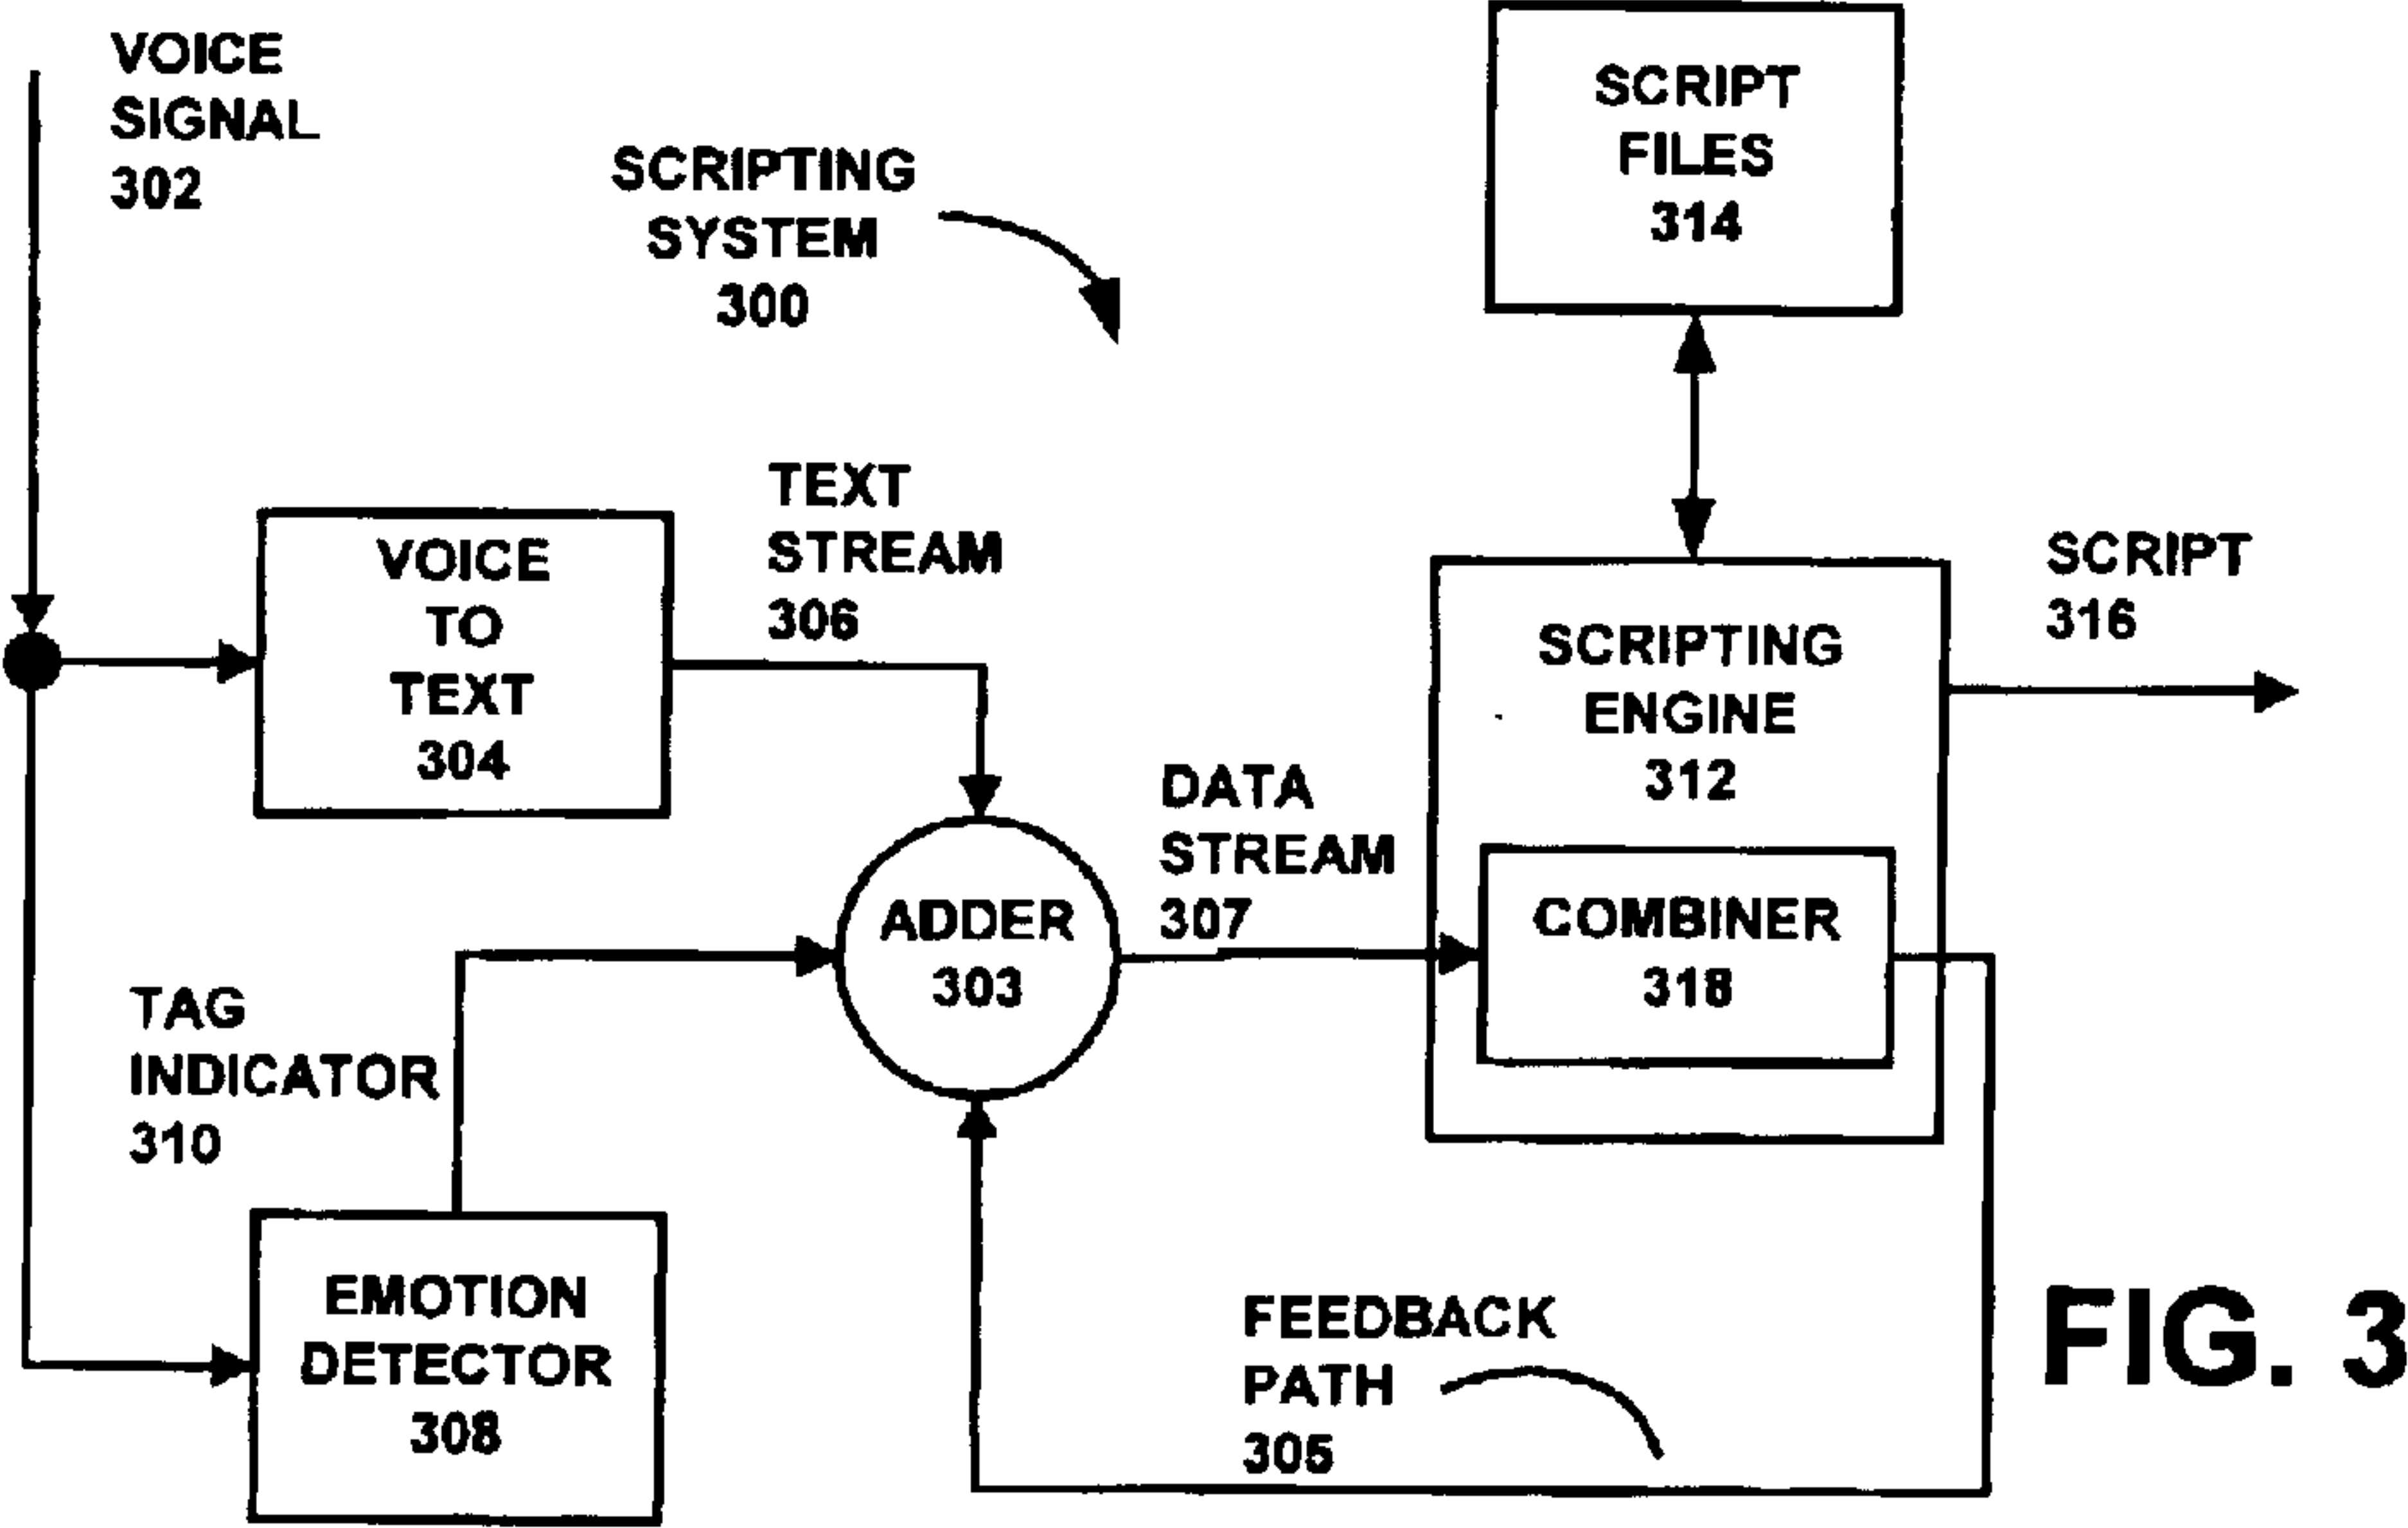 VOICE
SIGNAL
302
SCRIPTING
SYSTEM
300
SCRIPT
FILES
314
VOICE
TO
TEXT
304
TEXT
STREAM
306
SCRIPTING
ENGINE
312
SCRIPT
316
ADDER
303
DATA
STREAM
307
COMBINER
318
TAG
INDICATOR
310
EMOTION
DETECTOR
308
FEEDBACK
PATH
305
FIG. 3